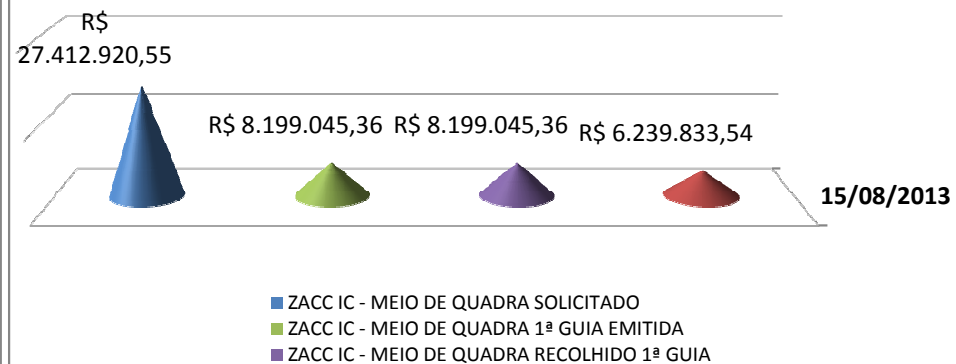 R$
27.412.920,55
R$ 8.199.045,36 R$ 8.199.045,36 R$ 6.239.833,54
15/08/2013
ZACC IC - MEIO DE QUADRA SOLICITADO
ZACC IC - MEIO DE QUADRA 1ª GUIA EMITIDA
ZACC IC - MEIO DE QUADRA RECOLHIDO 1ª GUIA